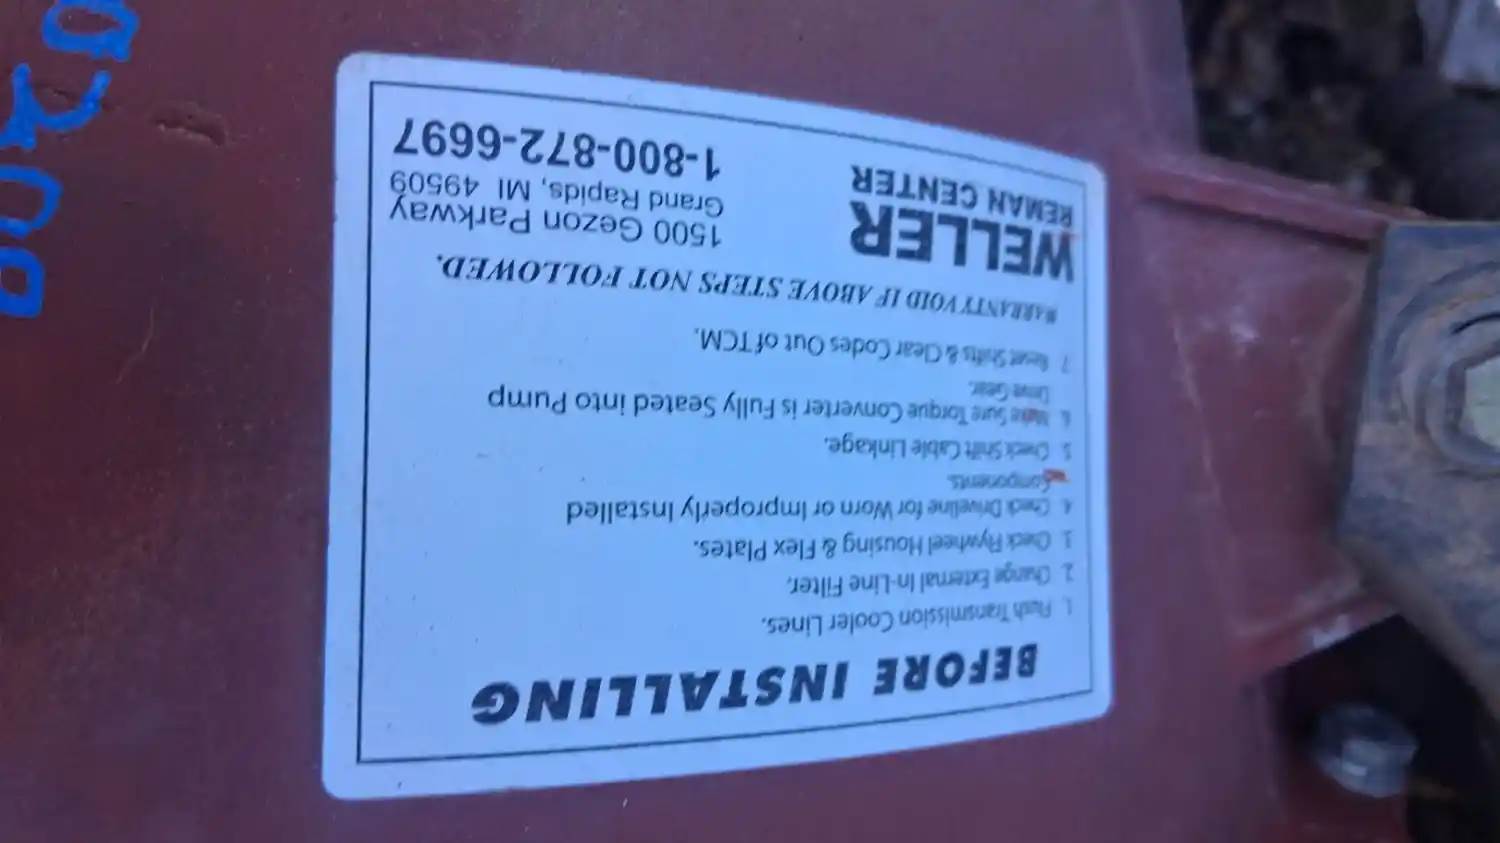 BEFORE INSTALLING
1. Flush Transmission Cooler Lines.
2. Change External In-Line Filter.
3. Check Flywheel Housing & Flex Plates.
4. Check Driveline for Worn or Improperly Installed
Components.
5. Check Shift Cable Linkage.
6. Make Sure Torque Converter is Fully Seated into Pump
Drive Gear.
7. Reset Shifts & Clear Codes Out of TCM.
WARRANTY VOID IF ABOVE STEPS NOT FOLLOWED.
WELLER
REMAN CENTER
1500 Gezon Parkway
Grand Rapids, MI 49509
1-800-872-6697